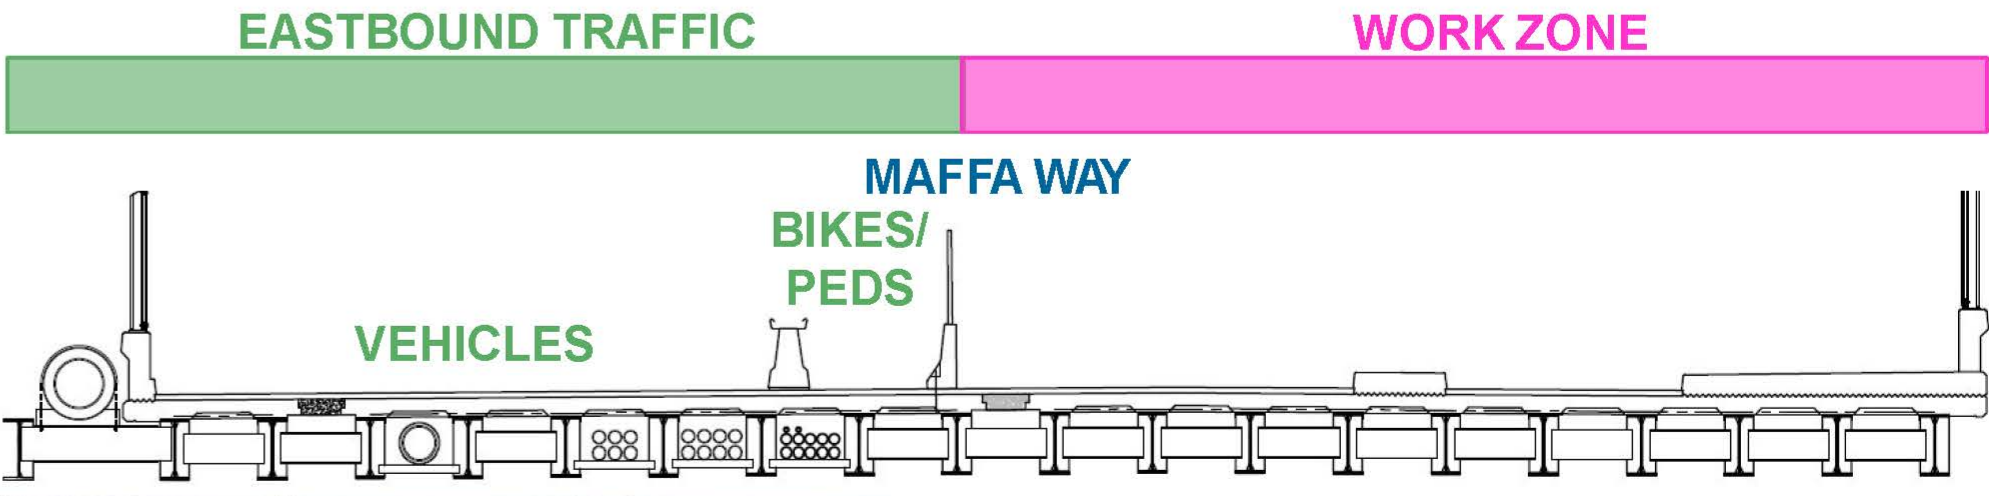 EASTBOUND TRAFFIC
WORK ZONE
MAFFA WAY
BIKES/
PEDS
VEHICLES